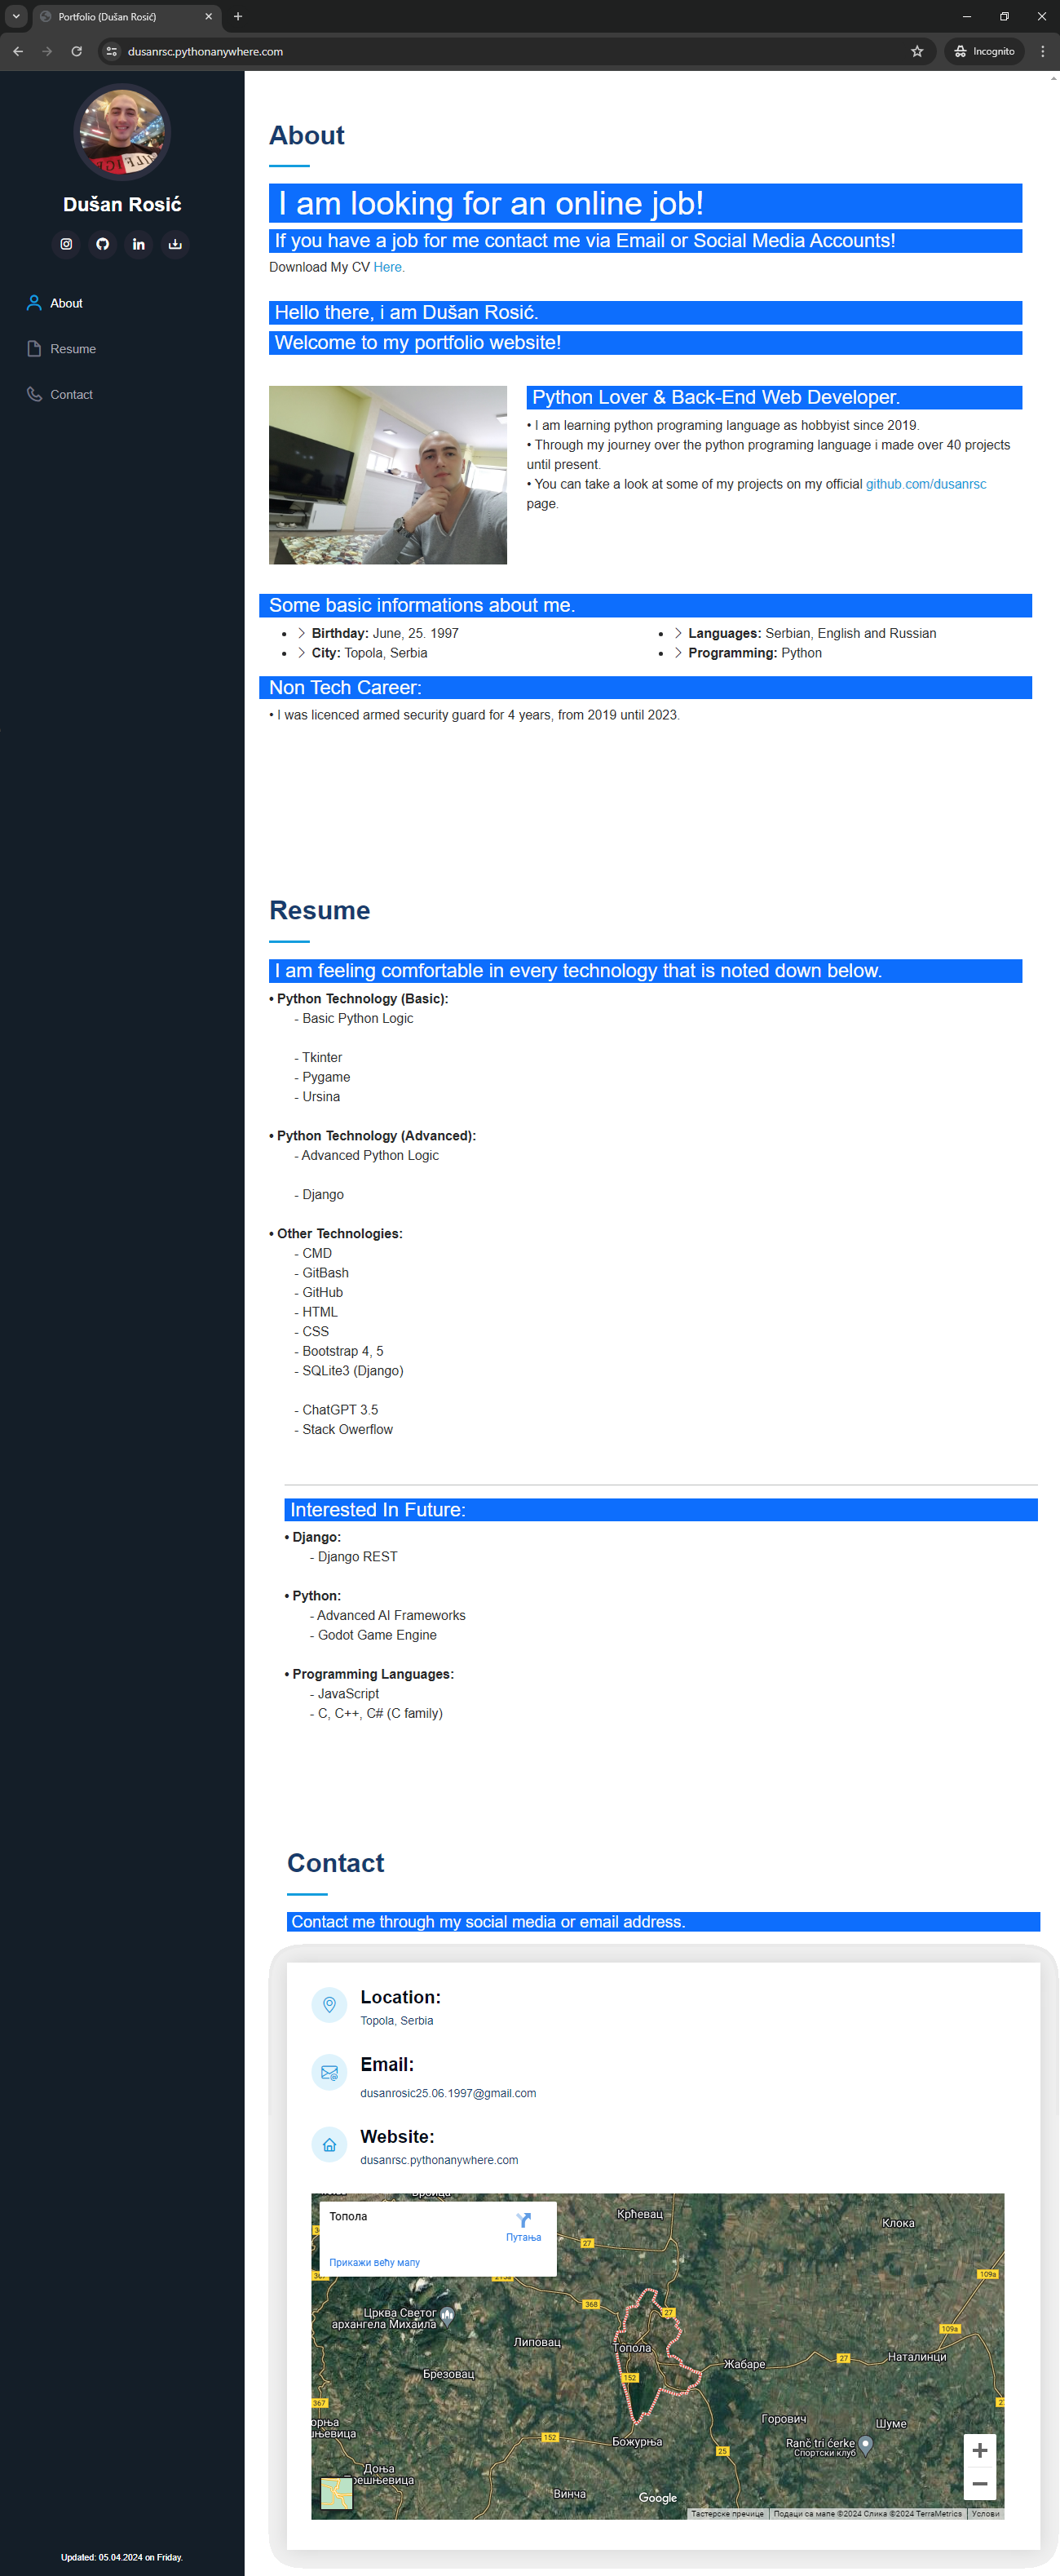 Portfolio (Dušan Rosić)
dusanrsc.pythonanywhere.com
Incognito
Dušan Rosić
About
Resume
Contact
Updated: 05.04.2024 on Friday.
About
I am looking for an online job!
If you have a job for me contact me via Email or Social Media Accounts!
Download My CV Here.
Hello there, i am Dušan Rosić.
Welcome to my portfolio website!
Python Lover & Back-End Web Developer.
• I am learning python programing language as hobbyist since 2019.
• Through my journey over the python programing language i made over 40 projects
until present.
• You can take a look at some of my projects on my official github.com/dusanrsc
page.
Some basic informations about me.
• > Birthday: June, 25. 1997
• > City: Topola, Serbia
• > Languages: Serbian, English and Russian
• > Programming: Python
Non Tech Career:
• I was licenced armed security guard for 4 years, from 2019 until 2023.
Resume
I am feeling comfortable in every technology that is noted down below.
• Python Technology (Basic):
- Basic Python Logic
- Tkinter
- Pygame
- Ursina
• Python Technology (Advanced):
- Advanced Python Logic
- Django
• Other Technologies:
- CMD
- GitBash
- GitHub
- HTML
- CSS
- Bootstrap 4, 5
- SQLite3 (Django)
- ChatGPT 3.5
- Stack Owerflow
Interested In Future:
• Django:
- Django REST
• Python:
- Advanced AI Frameworks
- Godot Game Engine
• Programming Languages:
- JavaScript
- C, C++, C# (C family)
Contact
Contact me through my social media or email address.
Location:
Topola, Serbia
Email:
dusanrosic25.06.1997@gmail.com
Website:
dusanrsc.pythonanywhere.com
Топола
Путања
Прикажи већу мапу
Крћевац
Клока
27
109a
368
27
Црква Светог
архангела Михаила
109a
Липовац
Топола
Жабаре
27
Наталинци
Брезовац
152
367
Горович
Шуме
152
Божурња
25
Ranč tri ćerke
Спортски клуб
Доња
Винча
Google
Тастерске пречице
Подаци са мапе ©2024 Слика ©2024 TerraMetrics
Услови